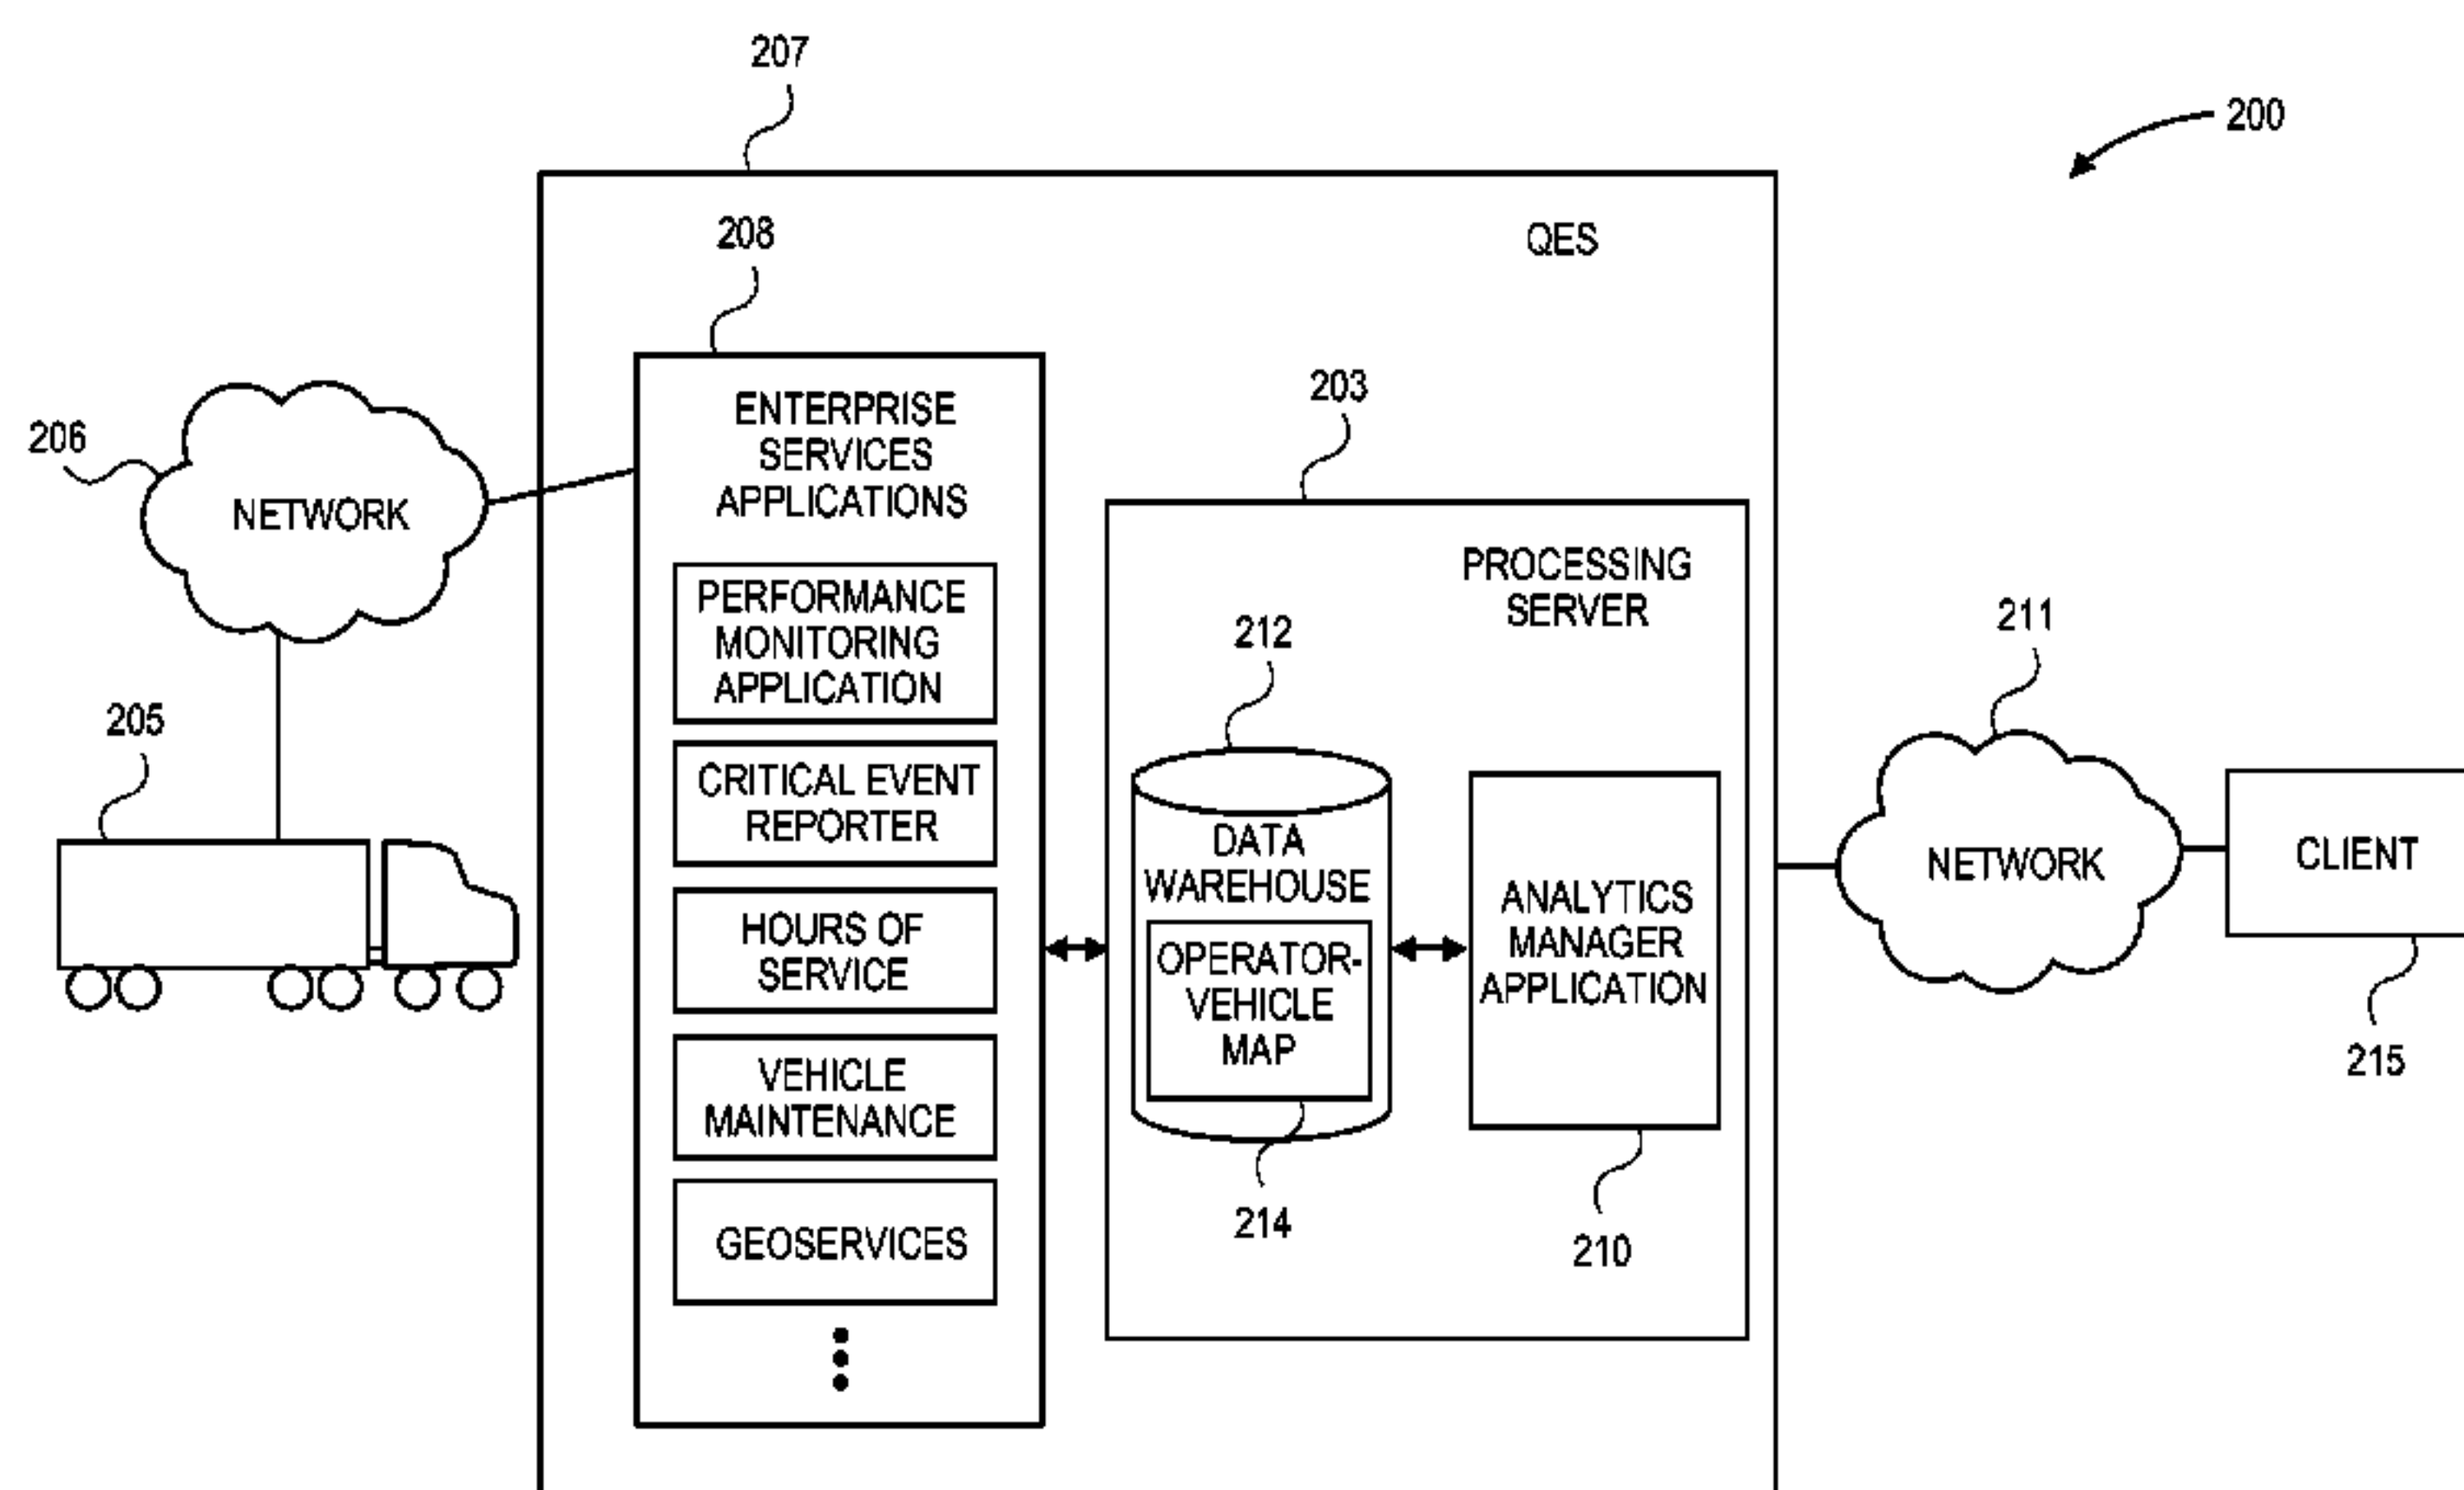 207
200
QES
208
ENTERPRISE
SERVICES
APPLICATIONS
206
NETWORK
203
PROCESSING
SERVER
PERFORMANCE
MONITORING
APPLICATION
212
211
205
CRITICAL EVENT
REPORTER
DATA
WAREHOUSE
OPERATOR-
VEHICLE
MAP
ANALYTICS
MANAGER
APPLICATION
NETWORK
CLIENT
HOURS OF
SERVICE
VEHICLE
MAINTENANCE
215
214
210
GEOSERVICES